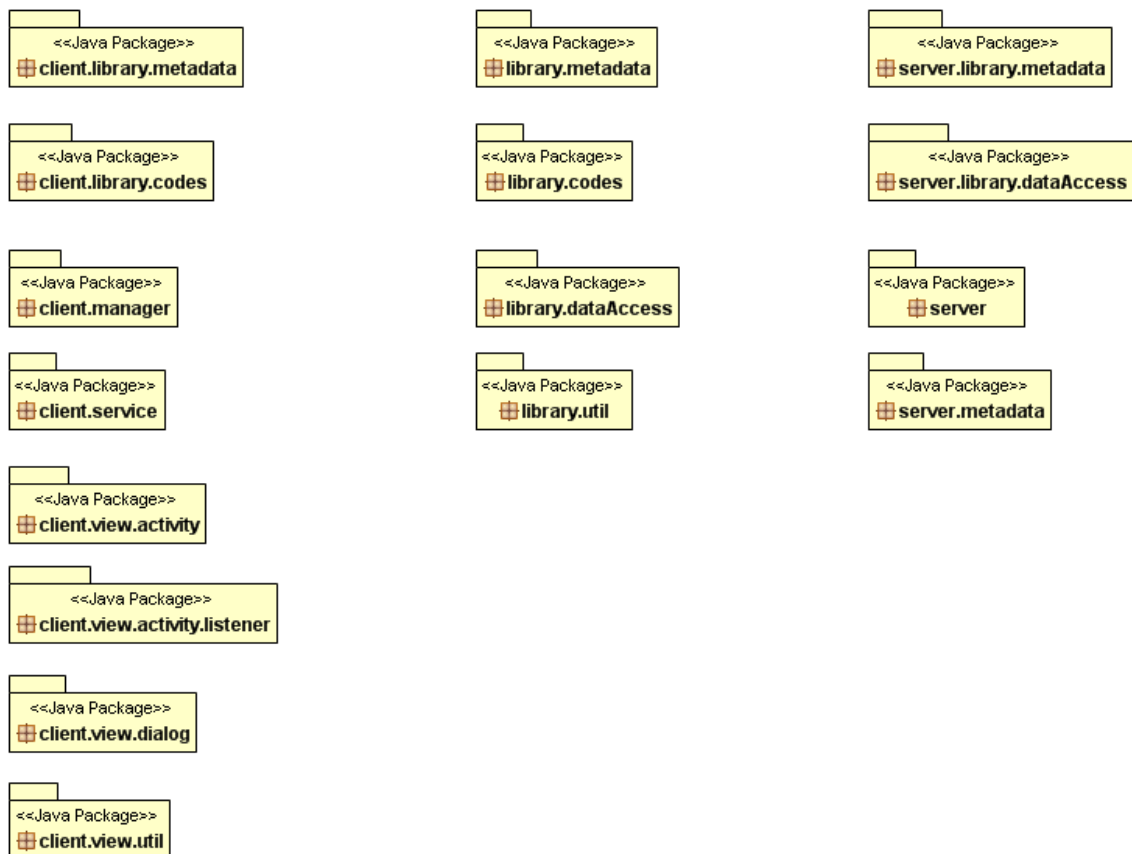 <<Java Package>>
client.library.metadata
<<Java Package>>
library.metadata
<<Java Package>>
server.library.metadata
<<Java Package>>
client.library.codes
<<Java Package>>
library.codes
<<Java Package>>
server.library.dataAccess
<<Java Package>>
client.manager
<<Java Package>>
library.dataAccess
<<Java Package>>
server
<<Java Package>>
client.service
<<Java Package>>
library.util
<<Java Package>>
server.metadata
<<Java Package>>
client.view.activity
<<Java Package>>
client.view.activity.listener
<<Java Package>>
client.view.dialog
<<Java Package>>
client.view.util